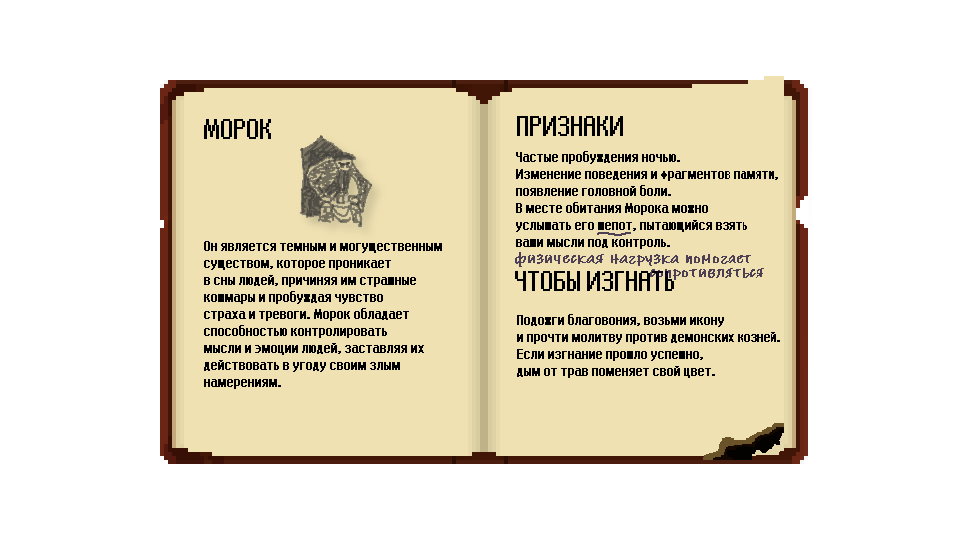 МОРОК
Он является темным и могущественным
существом, которое проникает
в сны людей, причиняя им страшные
кошмары и пробуждая чувство
страха и тревоги. Морок обладает
способностью контролировать
мысли и эмоции людей, заставляя их
действовать в угоду своим злым
намерениям.
ПРИЗНАКИ
Частые пробуждения ночью.
Изменение поведения и фрагментов памяти,
появление головной боли.
В месте обитания Морока можно
услышать его шепот, пытающийся взять
ваши мысли под контроль.
физическая нагрузка помогает
сопротивляться
ЧТОБЫ ИЗГНАТЬ
Подожги благовония, возьми икону
и прочти молитву против демонских козней.
Если изгнание прошло успешно,
дым от трав поменяет свой цвет.